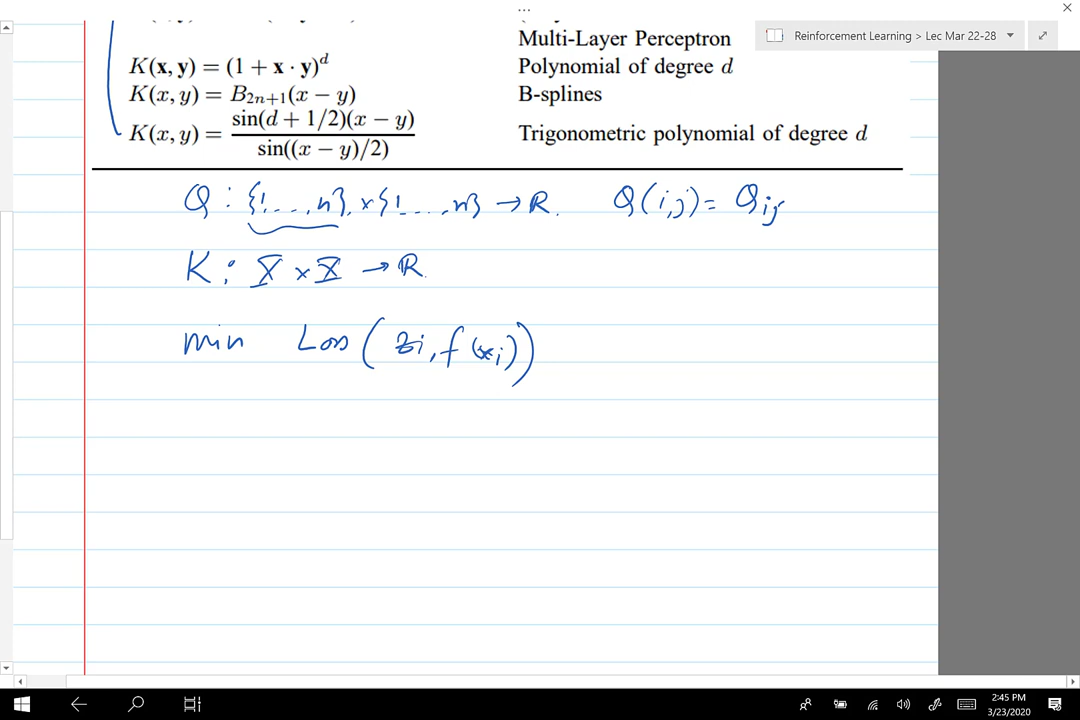 ...
Reinforcement Learning > Lec Mar 22-28
Multi-Layer Perceptron
K(x, y) = (1 + x · y)^d Polynomial of degree d
K(x, y) = B_{2n+1}(x − y) B-splines
K(x, y) = sin(d + 1/2)(x − y) / sin((x − y)/2) Trigonometric polynomial of degree d
Q : {1, ..., n} × {1, ..., n} → R. Q(i,j) = Q_{ij}
K : X × X → R.
min Loss(z_i, f(x_i))
2:45 PM
3/23/2020